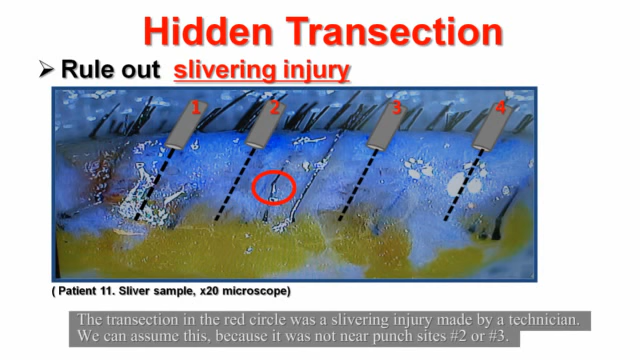 Hidden Transection
➢ Rule out slivering injury
1 2 3 4
( Patient 11. Sliver sample, x20 microscope)
The transection in the red circle was a slivering injury made by a technician.
We can assume this, because it was not near punch sites #2 or #3.